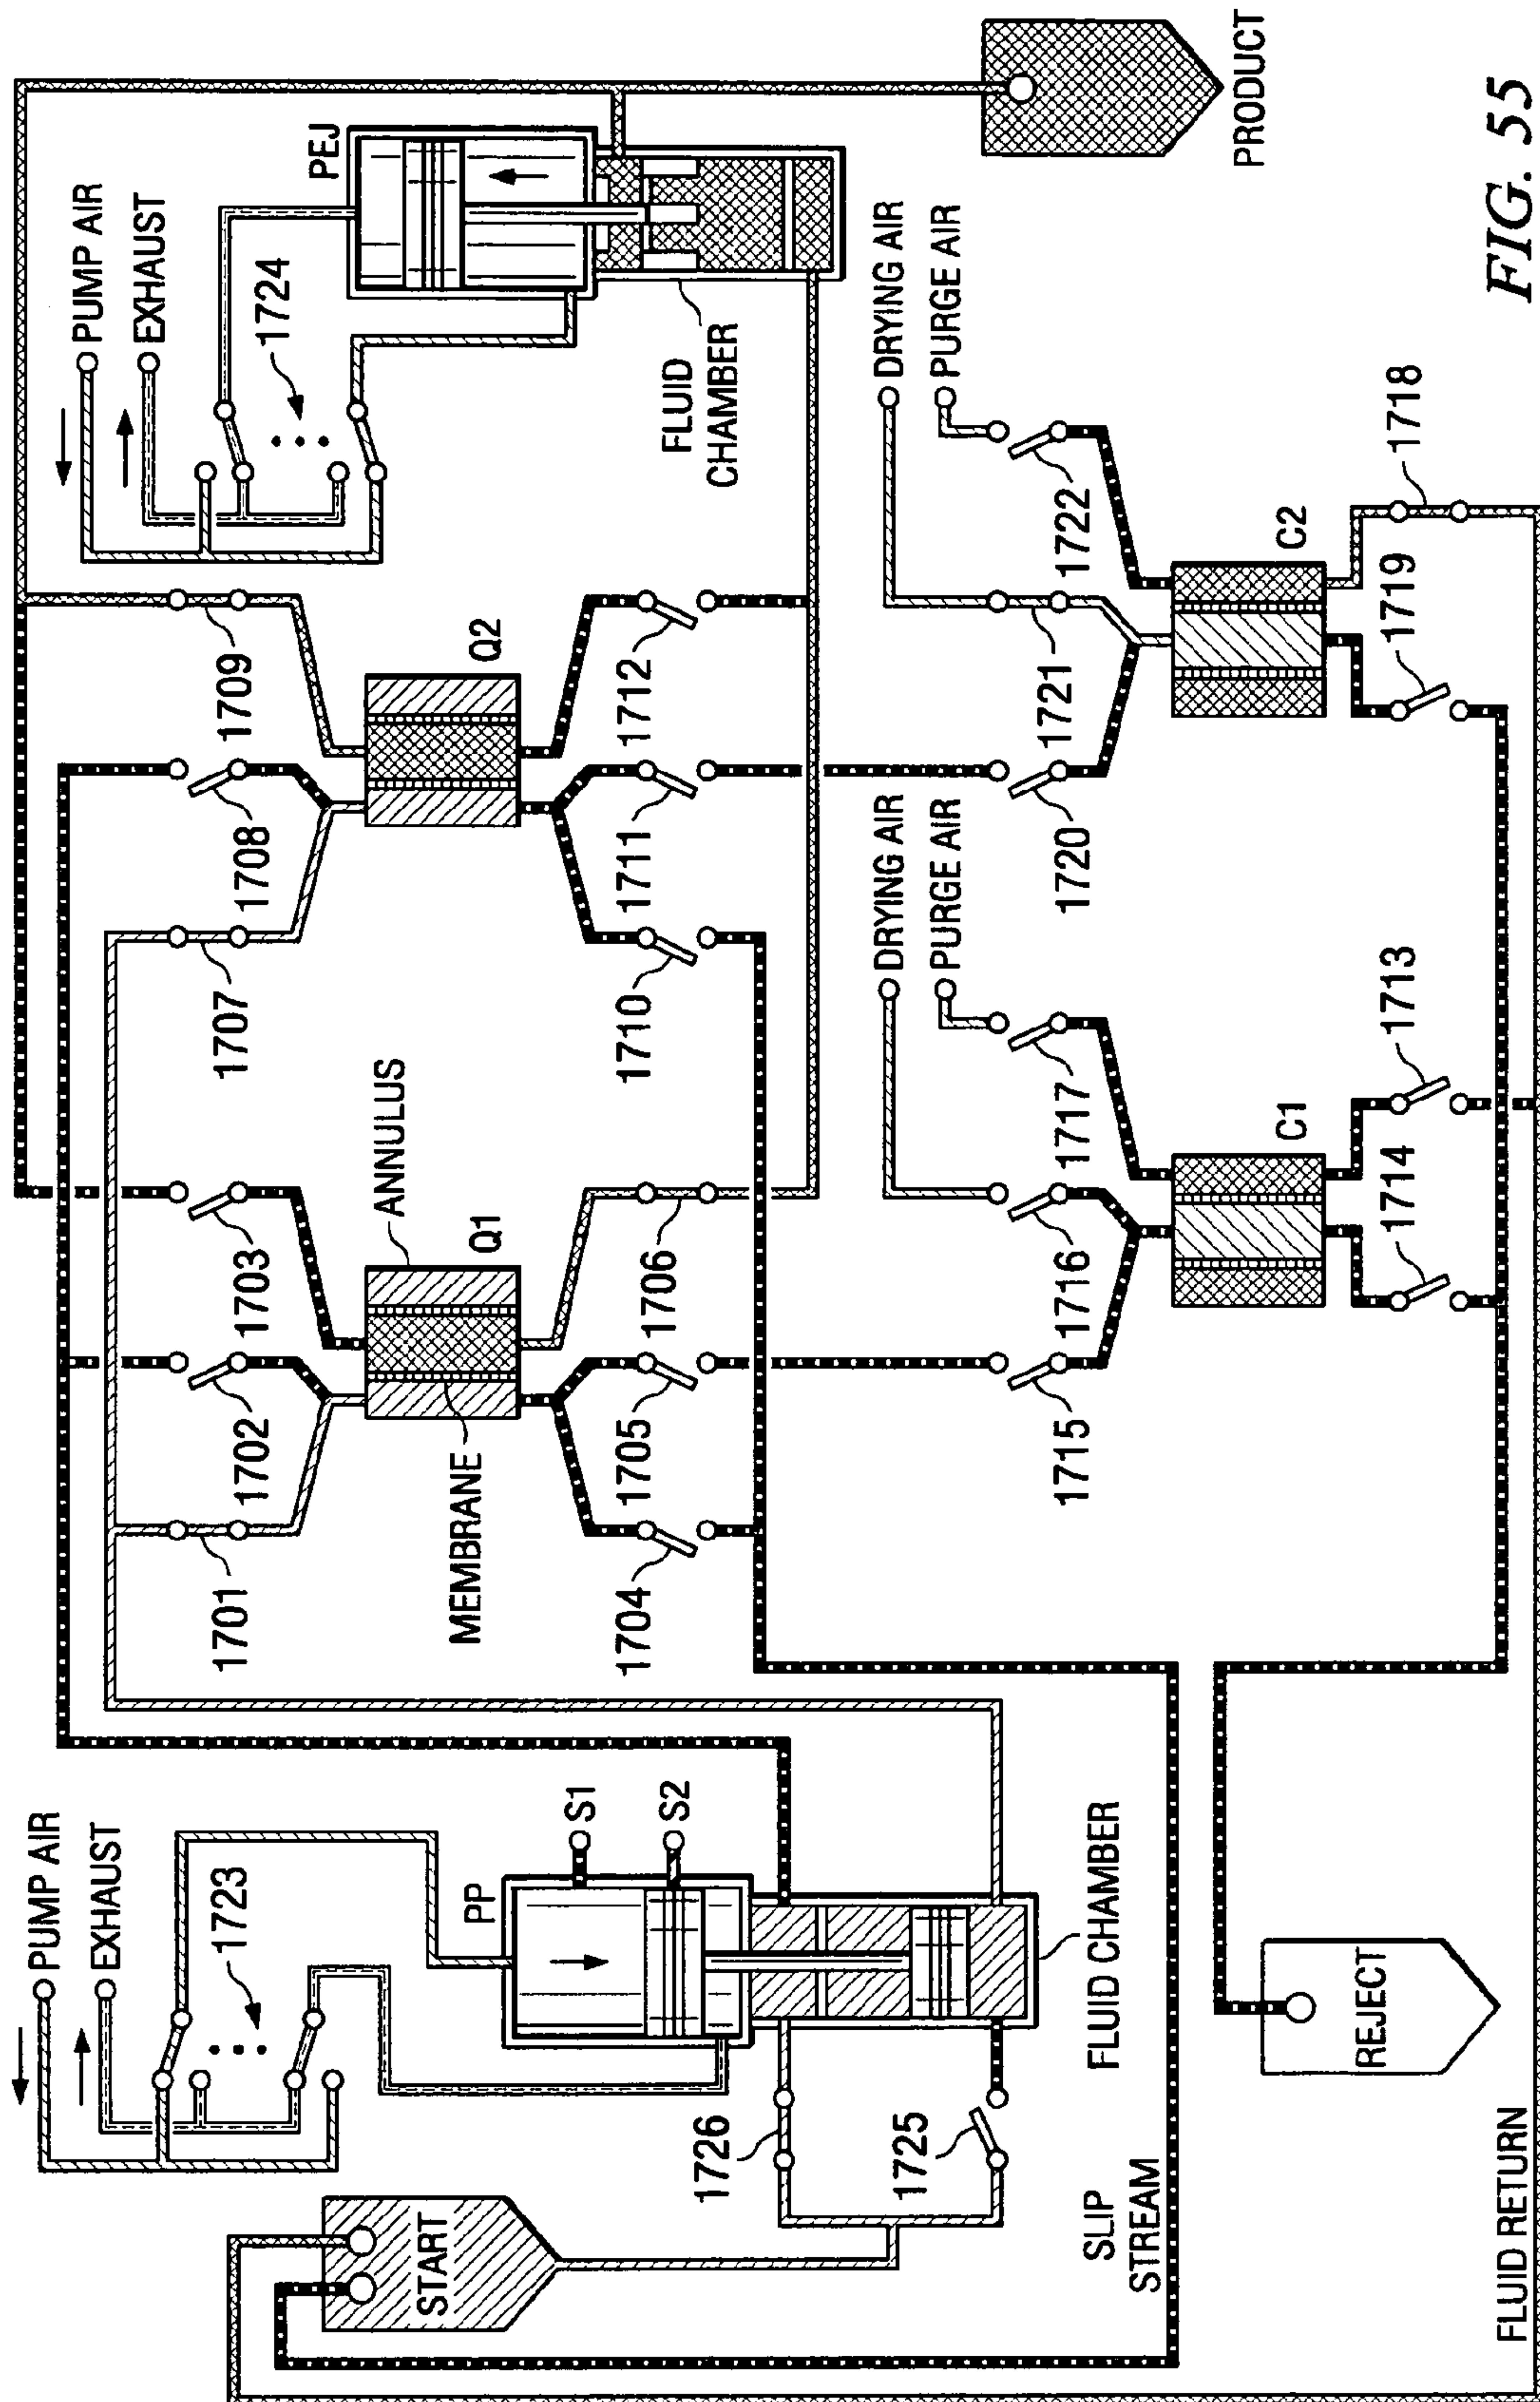 PUMP AIR
EXHAUST
1723
START
PP
S1
S2
1726
1725
FLUID CHAMBER
SLIP
STREAM
REJECT
FLUID RETURN
1701
1702
1703
ANNULUS
Q1
MEMBRANE
1704
1705
1706
1707
1708
1709
Q2
1710
1711
1712
PUMP AIR
EXHAUST
1724
PEJ
FLUID
CHAMBER
PRODUCT
DRYING AIR
PURGE AIR
1715
1716
1717
C1
1714
1713
DRYING AIR
PURGE AIR
1720
1721
1722
C2
1719
1718
FIG. 55